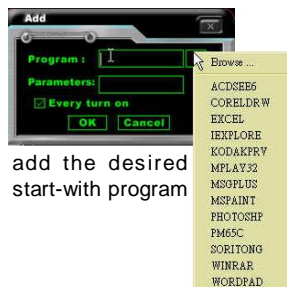 Add
Program :
Parameters:
Every turn on
OK Cancel
Browse ...
ACDSEE6
CORELDRW
EXCEL
IEXPLORE
KODAKPRV
MPLAY32
MSGPLUS
MSPAINT
PHOTOSHP
PM65C
SORITONG
WINRAR
WORDPAD
add the desired
start-with program